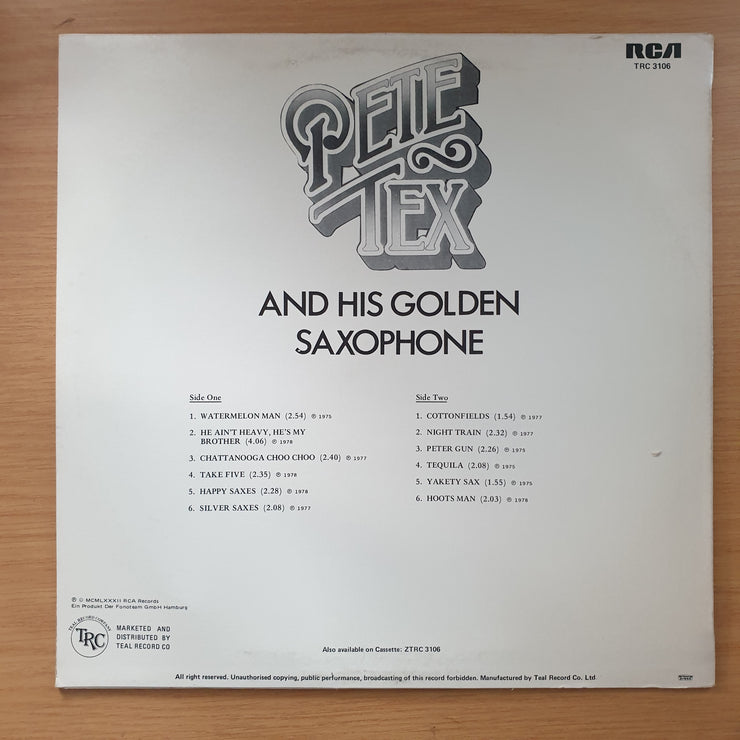 RCA
TRC 3106
PETE
TEX
AND HIS GOLDEN
SAXOPHONE
Side One
1. WATERMELON MAN (2.54) ℗ 1975
2. HE AIN'T HEAVY, HE'S MY
BROTHER (4.06) ℗ 1978
3. CHATTANOOGA CHOO CHOO (2.40) ℗ 1977
4. TAKE FIVE (2.35) ℗ 1978
5. HAPPY SAXES (2.28) ℗ 1978
6. SILVER SAXES (2.08) ℗ 1977
Side Two
1. COTTONFIELDS (1.54) ℗ 1977
2. NIGHT TRAIN (2.32) ℗ 1977
3. PETER GUN (2.26) ℗ 1975
4. TEQUILA (2.08) ℗ 1975
5. YAKETY SAX (1.55) ℗ 1975
6. HOOTS MAN (2.03) ℗ 1978
℗ © MCMLXXXII RCA Records
Ein Produkt Der Fonoteam GmbH Hamburg
TEAL RECORD COMPANY
TRC
MARKETED AND
DISTRIBUTED BY
TEAL RECORD CO
Also available on Cassette: ZTRC 3106
All right reserved. Unauthorised copying, public performance, broadcasting of this record forbidden. Manufactured by Teal Record Co. Ltd